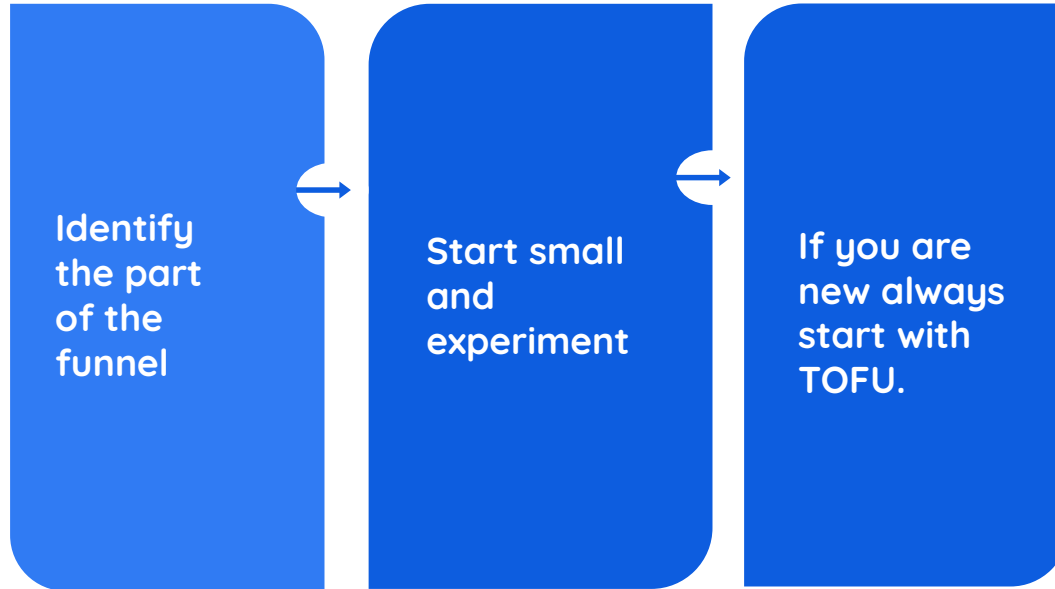 Identify
the part
of the
funnel
Start small
and
experiment
If you are
new always
start with
TOFU.